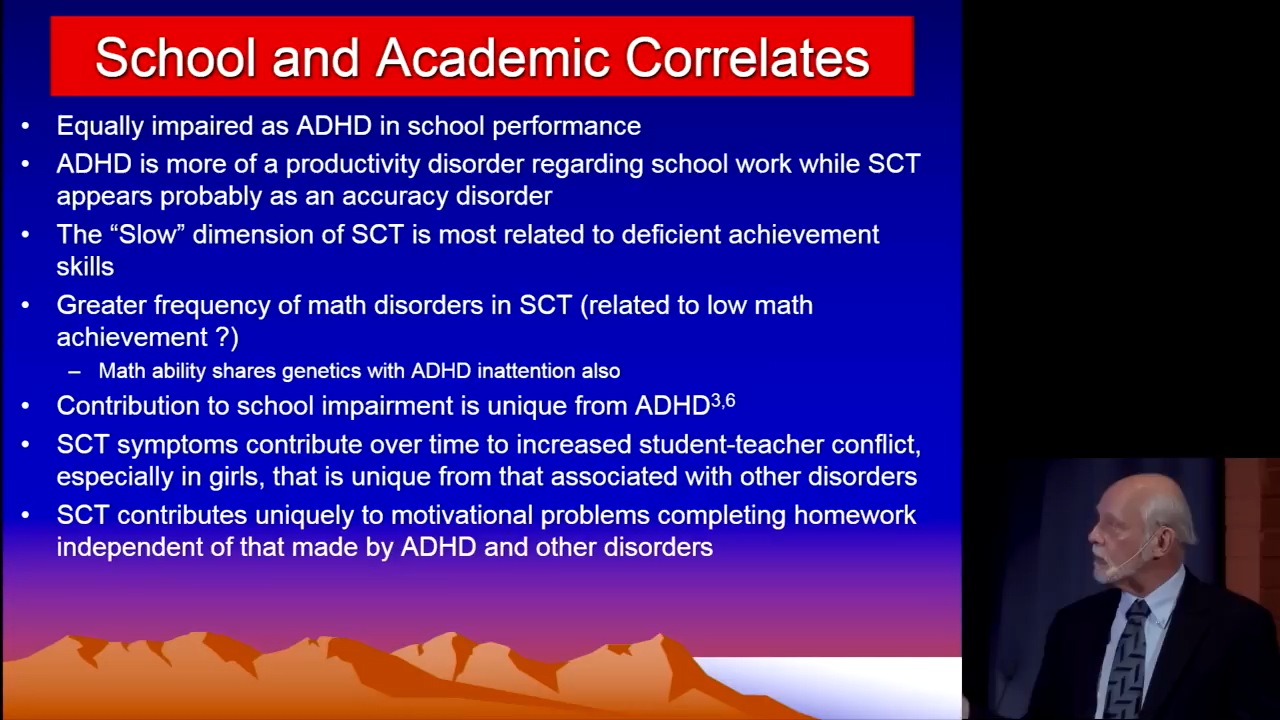 School and Academic Correlates
• Equally impaired as ADHD in school performance
• ADHD is more of a productivity disorder regarding school work while SCT
appears probably as an accuracy disorder
• The “Slow” dimension of SCT is most related to deficient achievement
skills
• Greater frequency of math disorders in SCT (related to low math
achievement ?)
– Math ability shares genetics with ADHD inattention also
• Contribution to school impairment is unique from ADHD3,6
• SCT symptoms contribute over time to increased student-teacher conflict,
especially in girls, that is unique from that associated with other disorders
• SCT contributes uniquely to motivational problems completing homework
independent of that made by ADHD and other disorders